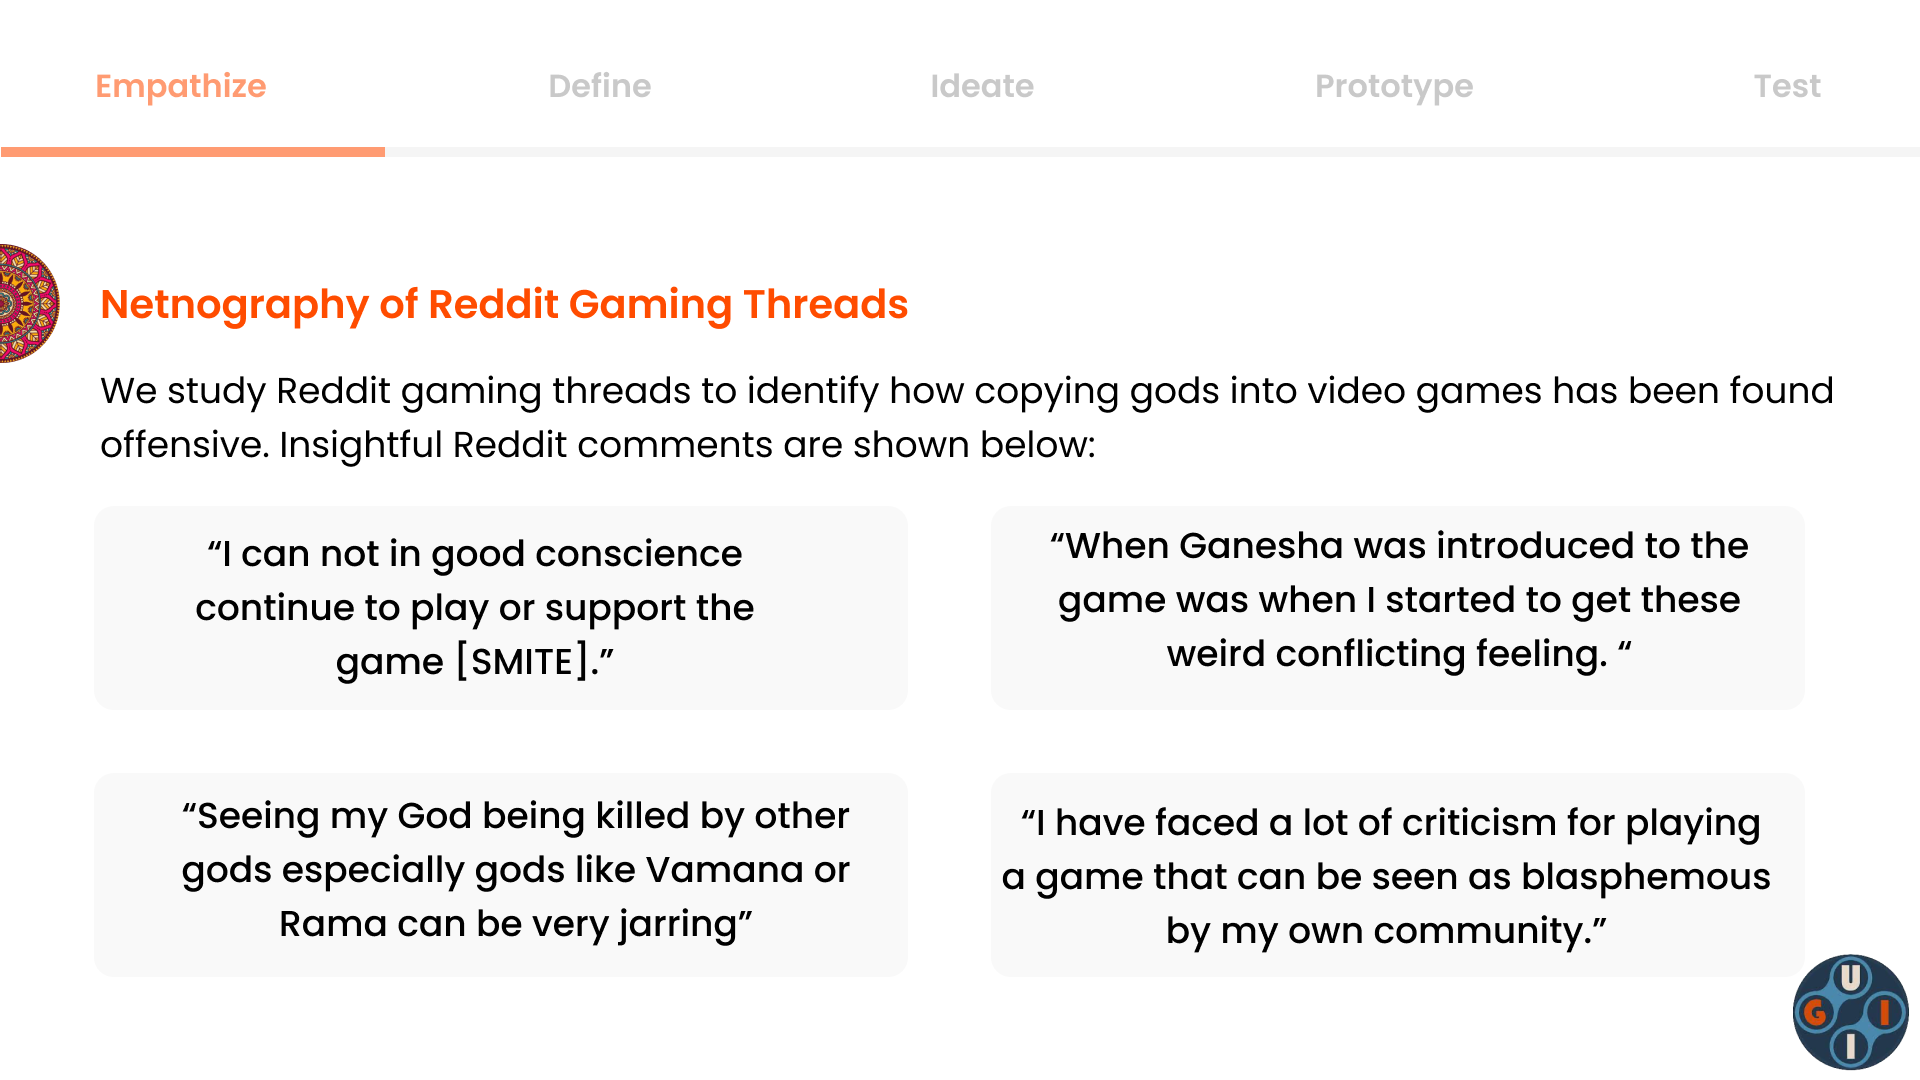 Empathize
Define
Ideate
Prototype
Test
Netnography of Reddit Gaming Threads
We study Reddit gaming threads to identify how copying gods into video games has been found
offensive. Insightful Reddit comments are shown below:
“I can not in good conscience
continue to play or support the
game [SMITE].”
“When Ganesha was introduced to the
game was when I started to get these
weird conflicting feeling. “
“Seeing my God being killed by other
gods especially gods like Vamana or
Rama can be very jarring”
“I have faced a lot of criticism for playing
a game that can be seen as blasphemous
by my own community.”
U
G I
I